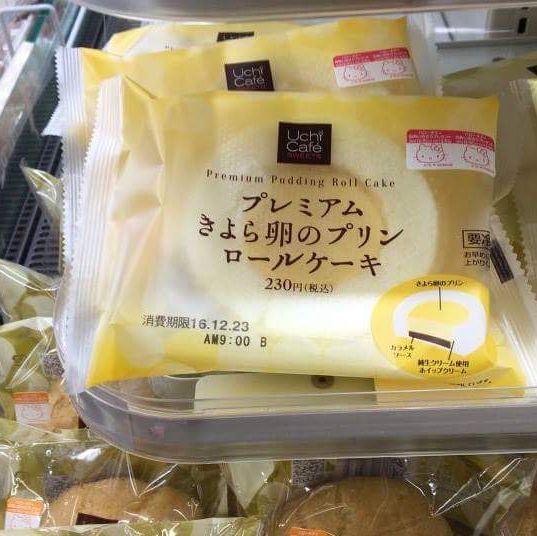 Uchi
Café
SWEETS
Premium Pudding Roll Cake
プレミアム
きよら卵のプリン
ロールケーキ
230円(税込)
消費期限16.12.23
AM9:00 B
要冷
お早めに
きよら卵のプリン
カラメル
ソース
純生クリーム使用
ホイップクリーム
Uchi
Café